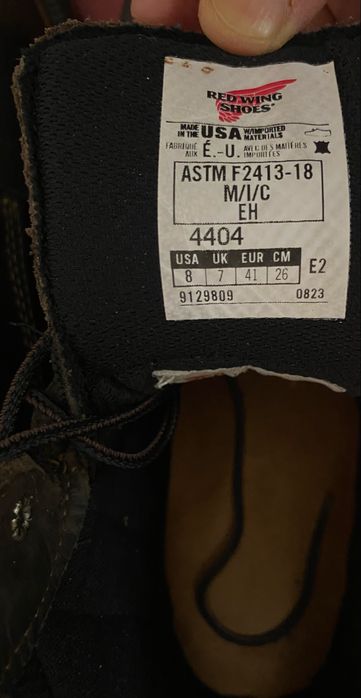 RED WING
SHOES®
MADE IN THE USA W/IMPORTED MATERIALS
FABRIQUÉ AUX É.-U. AVEC DES MATIÈRES IMPORTÉES
ASTM F2413-18
M/I/C
EH
4404
USA UK EUR CM
8 7 41 26 E2
9129809 0823